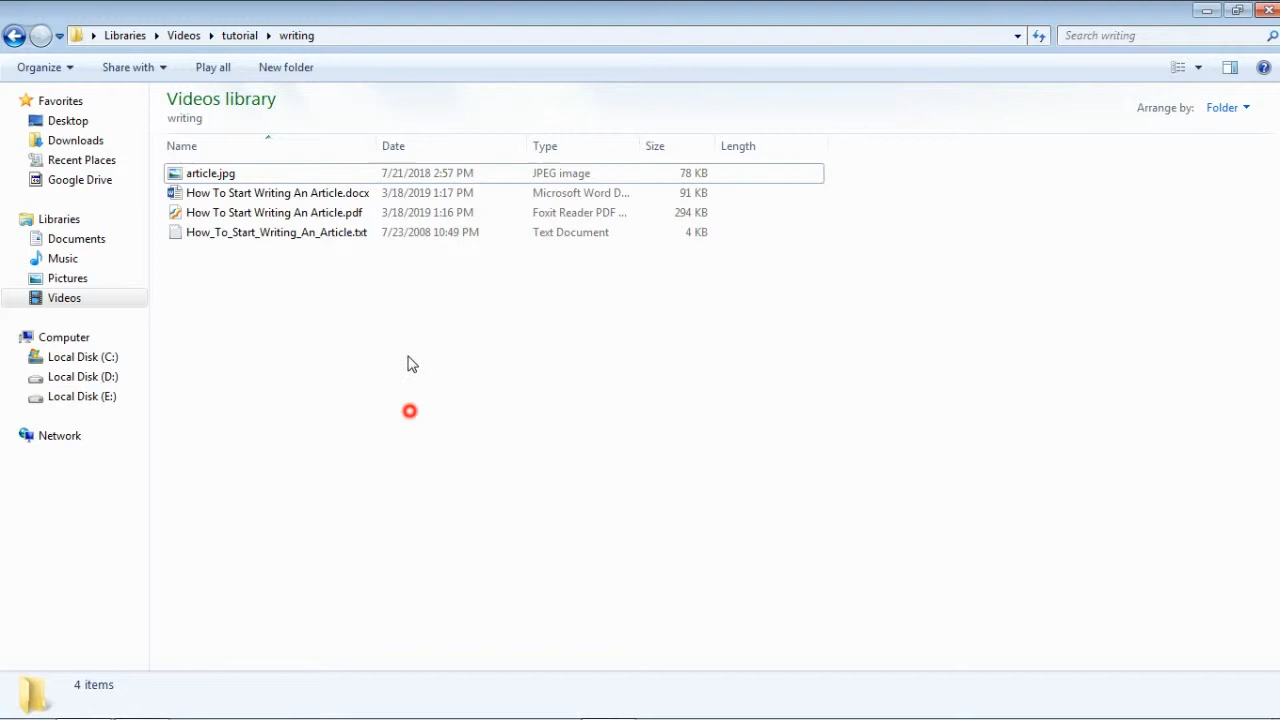 Libraries Videos tutorial writing Search writing
Organize Share with Play all New folder
Favorites
Desktop
Downloads
Recent Places
Google Drive
Libraries
Documents
Music
Pictures
Videos
Computer
Local Disk (C:)
Local Disk (D:)
Local Disk (E:)
Network
Videos library
writing
Arrange by: Folder
Name Date Type Size Length
article.jpg 7/21/2018 2:57 PM JPEG image 78 KB
How To Start Writing An Article.docx 3/18/2019 1:17 PM Microsoft Word D... 91 KB
How To Start Writing An Article.pdf 3/18/2019 1:16 PM Foxit Reader PDF ... 294 KB
How_To_Start_Writing_An_Article.txt 7/23/2008 10:49 PM Text Document 4 KB
4 items